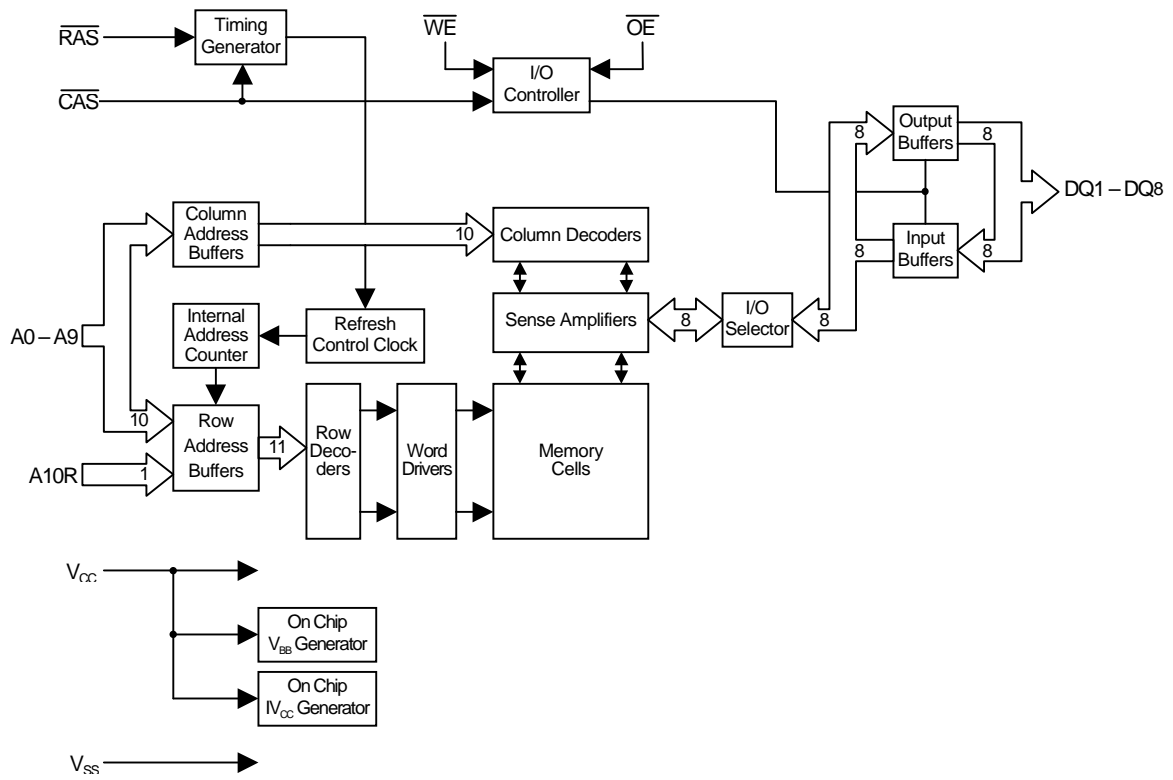 RAS
Timing
Generator
WE
OE
CAS
I/O
Controller
Output
Buffers
8
8
DQ1 – DQ8
Column
Address
Buffers
10
Column Decoders
Input
Buffers
8
8
A0 – A9
Internal
Address
Counter
Refresh
Control Clock
Sense Amplifiers
8
I/O
Selector
8
10
Row
Address
Buffers
11
Row
Deco-
ders
Word
Drivers
Memory
Cells
A10R
1
VCC
On Chip
VBB Generator
On Chip
IVCC Generator
VSS